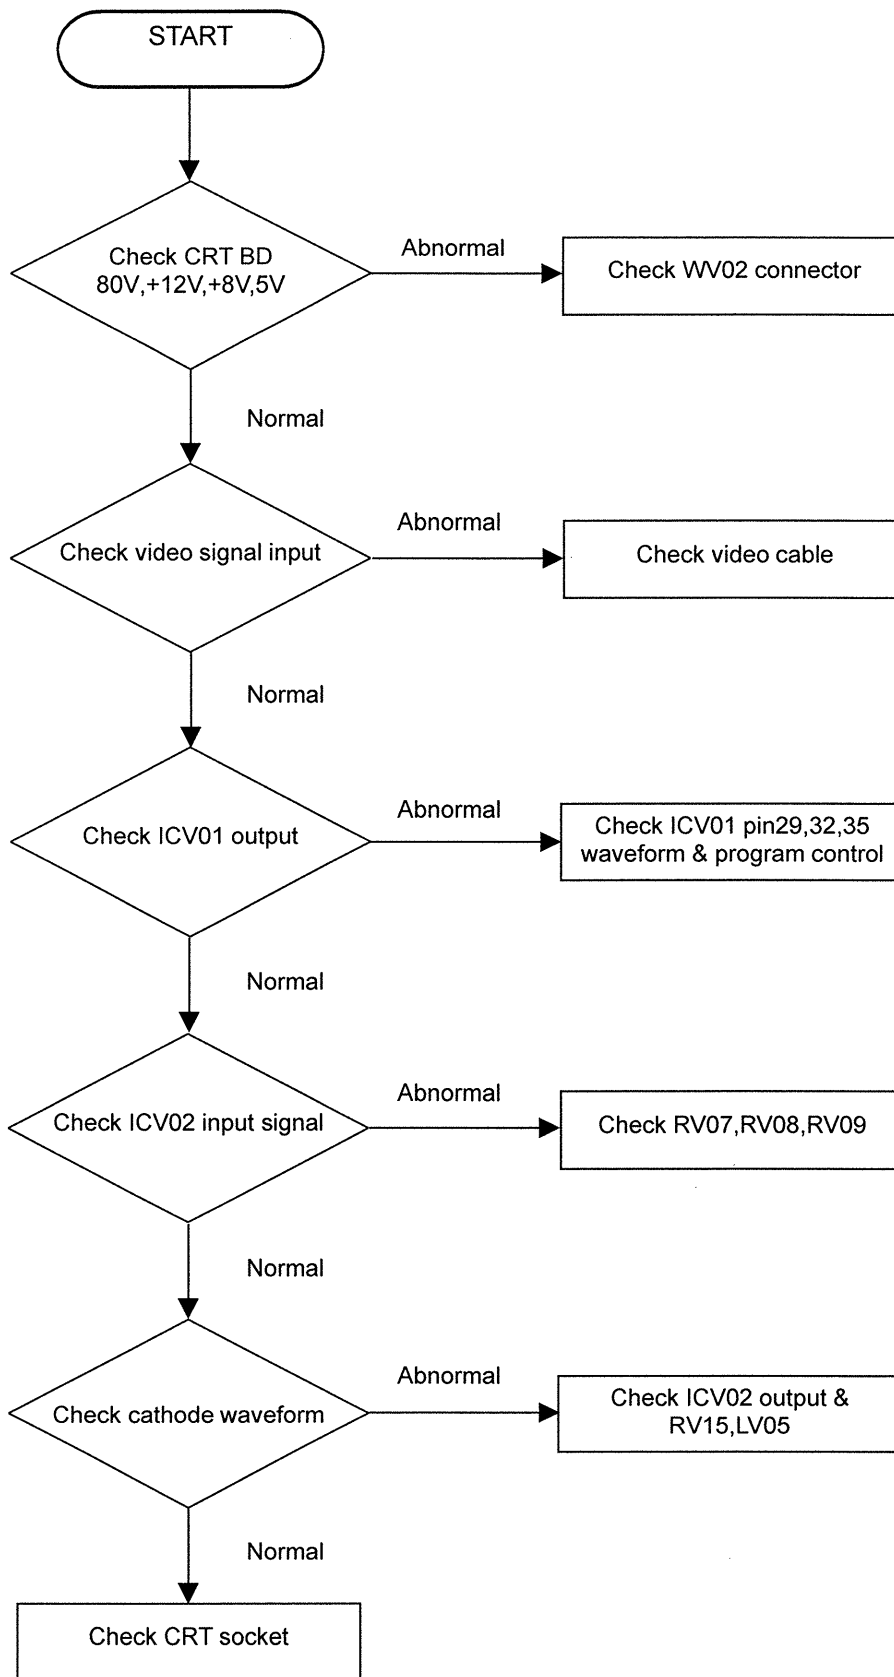 START
Check CRT BD
80V,+12V,+8V,5V
Abnormal
Check WV02 connector
Normal
Check video signal input
Abnormal
Check video cable
Normal
Check ICV01 output
Abnormal
Check ICV01 pin29,32,35
waveform & program control
Normal
Check ICV02 input signal
Abnormal
Check RV07,RV08,RV09
Normal
Check cathode waveform
Abnormal
Check ICV02 output &
RV15,LV05
Normal
Check CRT socket